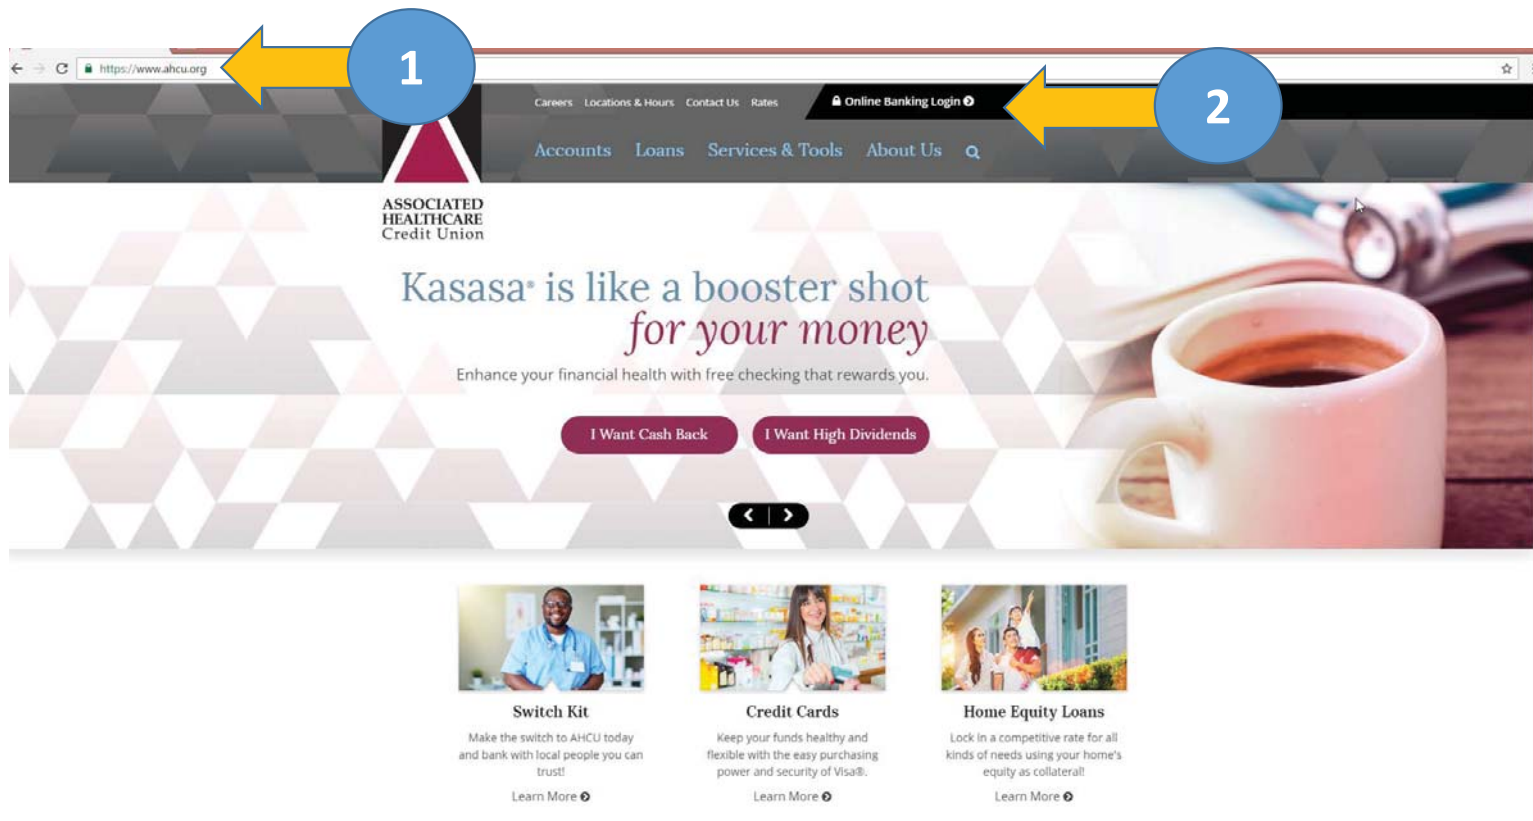 1
https://www.ahcu.org
2
Careers Locations & Hours Contact Us Rates
Online Banking Login
Accounts Loans Services & Tools About Us
ASSOCIATED
HEALTHCARE
Credit Union
Kasasa® is like a booster shot
for your money
Enhance your financial health with free checking that rewards you.
I Want Cash Back
I Want High Dividends
Switch Kit
Make the switch to AHCU today
and bank with local people you can
trust!
Learn More
Credit Cards
Keep your funds healthy and
flexible with the easy purchasing
power and security of Visa®.
Learn More
Home Equity Loans
Lock in a competitive rate for all
kinds of needs using your home's
equity as collateral!
Learn More